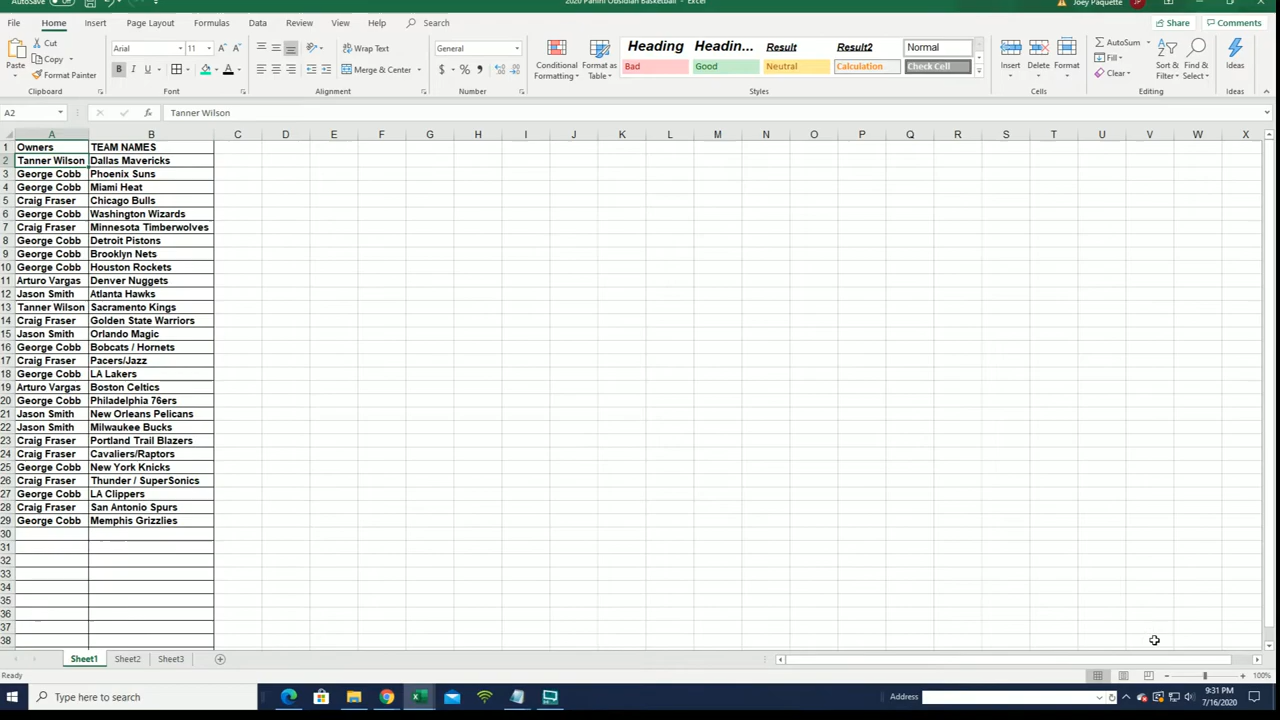 AutoSave Off 2020 Panini Obsidian Basketball - Excel Joey Paquette JP
File Home Insert Page Layout Formulas Data Review View Help Search Share Comments
Paste Cut Copy Format Painter Clipboard
Arial 11 A A B I U A Font
Wrap Text Merge & Center Alignment
General $ % , Number
Conditional Formatting Format as Table
Heading Headin... Result Result2 Normal
Bad Good Neutral Calculation Check Cell
Styles
Insert Delete Format Cells
AutoSum Fill Clear Sort & Filter Find & Select Editing
Ideas Ideas
A2 fx Tanner Wilson
A B C D E F G H I J K L M N O P Q R S T U V W X
1 Owners TEAM NAMES
2 Tanner Wilson Dallas Mavericks
3 George Cobb Phoenix Suns
4 George Cobb Miami Heat
5 Craig Fraser Chicago Bulls
6 George Cobb Washington Wizards
7 Craig Fraser Minnesota Timberwolves
8 George Cobb Detroit Pistons
9 George Cobb Brooklyn Nets
10 George Cobb Houston Rockets
11 Arturo Vargas Denver Nuggets
12 Jason Smith Atlanta Hawks
13 Tanner Wilson Sacramento Kings
14 Craig Fraser Golden State Warriors
15 Jason Smith Orlando Magic
16 George Cobb Bobcats / Hornets
17 Craig Fraser Pacers/Jazz
18 George Cobb LA Lakers
19 Arturo Vargas Boston Celtics
20 George Cobb Philadelphia 76ers
21 Jason Smith New Orleans Pelicans
22 Jason Smith Milwaukee Bucks
23 Craig Fraser Portland Trail Blazers
24 Craig Fraser Cavaliers/Raptors
25 George Cobb New York Knicks
26 Craig Fraser Thunder / SuperSonics
27 George Cobb LA Clippers
28 Craig Fraser San Antonio Spurs
29 George Cobb Memphis Grizzlies
30
31
32
33
34
35
36
37
38
Sheet1 Sheet2 Sheet3
Ready 100%
Type here to search Address 9:31 PM
7/16/2020